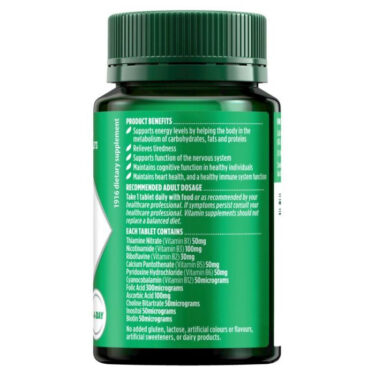 PRODUCT BENEFITS
Supports energy levels by helping the body in the
metabolism of carbohydrates, fats and proteins
Relieves tiredness
Supports function of the nervous system
Maintains cognitive function in healthy individuals
Maintains heart health, and a healthy immune system function
RECOMMENDED ADULT DOSAGE
Take 1 tablet daily with food or as recommended by your
healthcare professional. If symptoms persist consult your
healthcare professional. Vitamin supplements should not
replace a balanced diet.
EACH TABLET CONTAINS
Thiamine Nitrate (Vitamin B1) 50mg
Nicotinamide (Vitamin B3) 100mg
Riboflavine (Vitamin B2) 30mg
Calcium Pantothenate (Vitamin B5) 50mg
Pyridoxine Hydrochloride (Vitamin B6) 50mg
Cyanocobalamin (Vitamin B12) 50micrograms
Folic Acid 300micrograms
Ascorbic Acid 100mg
Choline Bitartrate 50micrograms
Inositol 50micrograms
Biotin 50micrograms
No added gluten, lactose, artificial colours or flavours,
artificial sweeteners, or dairy products.
1916 dietary supplement